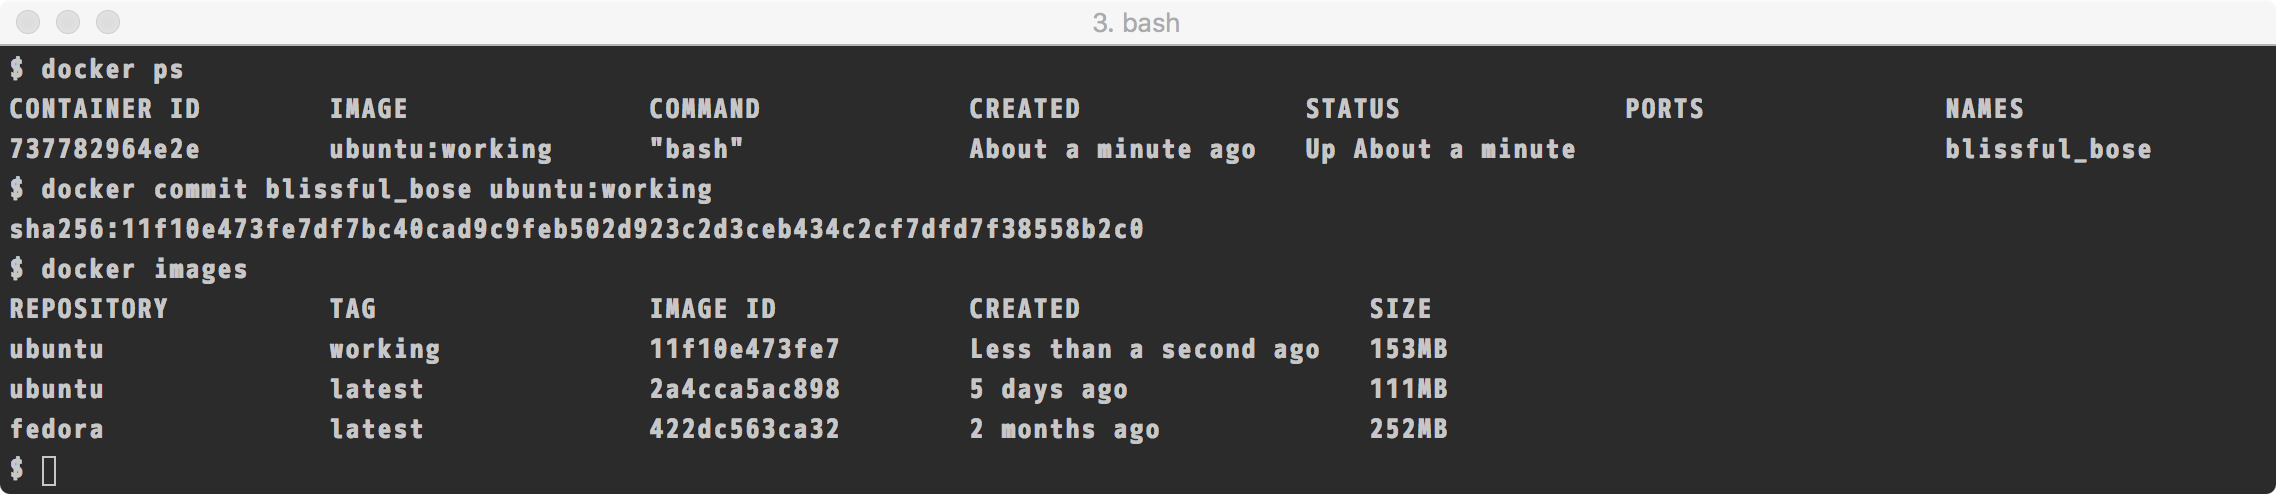 3. bash
$ docker ps
CONTAINER ID        IMAGE               COMMAND             CREATED              STATUS              PORTS               NAMES
737782964e2e        ubuntu:working      "bash"              About a minute ago   Up About a minute                       blissful_bose
$ docker commit blissful_bose ubuntu:working
sha256:11f10e473fe7df7bc40cad9c9feb502d923c2d3ceb434c2cf7dfd7f38558b2c0
$ docker images
REPOSITORY          TAG                 IMAGE ID            CREATED                  SIZE
ubuntu              working             11f10e473fe7        Less than a second ago   153MB
ubuntu              latest              2a4cca5ac898        5 days ago               111MB
fedora              latest              422dc563ca32        2 months ago             252MB
$